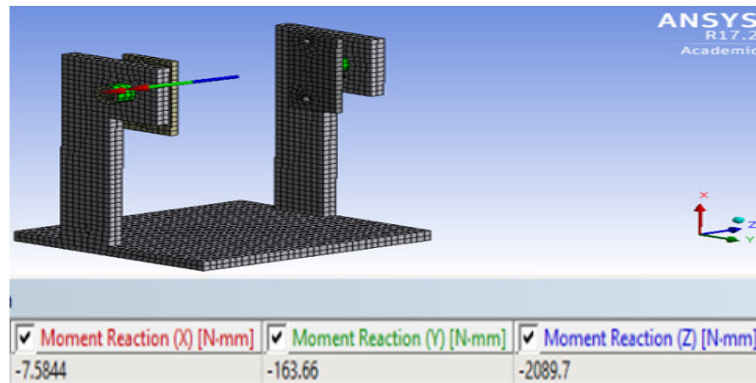 ANSYS
R17.2
Academic
X
Z
Y
Moment Reaction (X) [N-mm] Moment Reaction (Y) [N-mm] Moment Reaction (Z) [N-mm]
-7.5844 -163.66 -2089.7